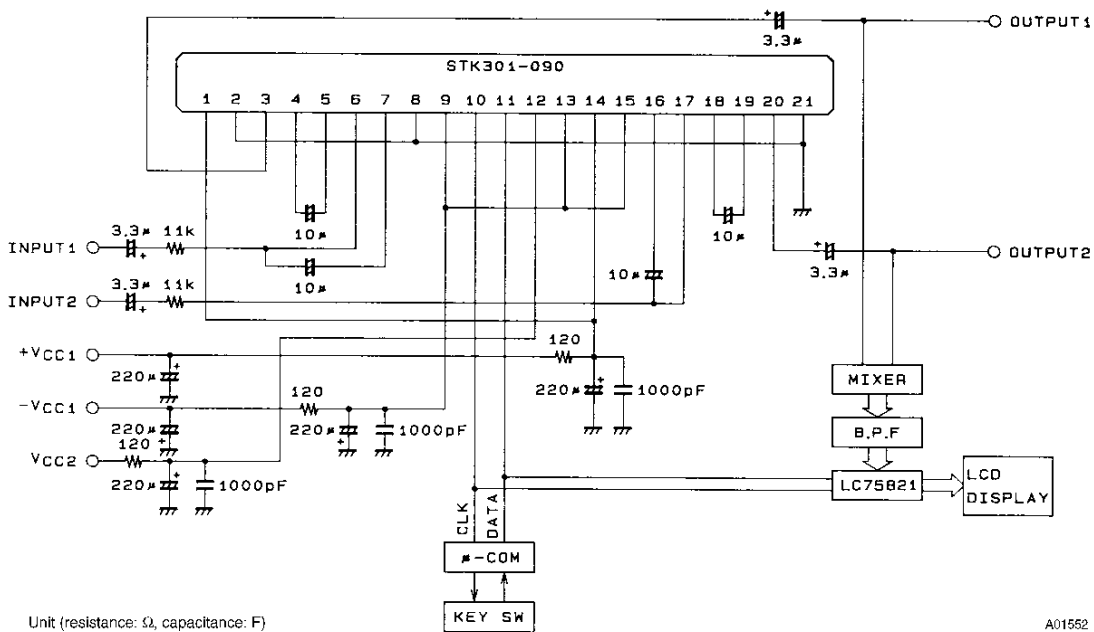 +
3.3μ
OUTPUT1
STK301-090
1 2 3 4 5 6 7 8 9 10 11 12 13 14 15 16 17 18 19 20 21
10μ
10μ
INPUT1
3.3μ
+
11k
10μ
10μ
+
3.3μ
OUTPUT2
INPUT2
3.3μ
+
11k
+VCC1
220μ
+
120
220μ
+
1000pF
MIXER
-VCC1
220μ
+
120
220μ
+
1000pF
B.P.F
VCC2
120
220μ
+
1000pF
LC75821
LCD
DISPLAY
CLK
DATA
μ-COM
KEY SW
Unit (resistance: Ω, capacitance: F)
A01552